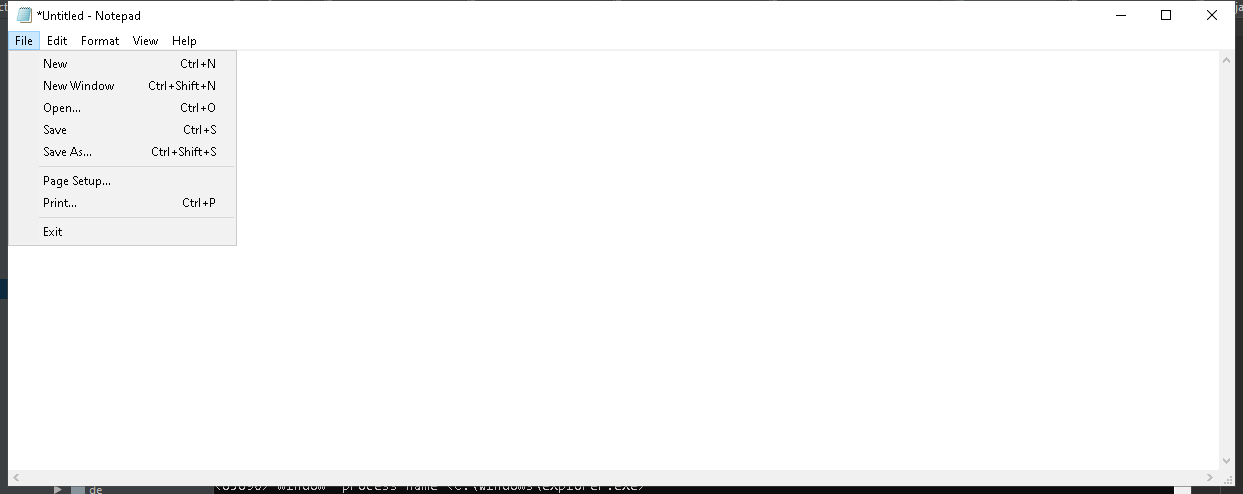 *Untitled - Notepad
File Edit Format View Help
New Ctrl+N
New Window Ctrl+Shift+N
Open... Ctrl+O
Save Ctrl+S
Save As... Ctrl+Shift+S
Page Setup... 
Print... Ctrl+P
Exit
de
window process name <C:\Windows\explorer.exe>